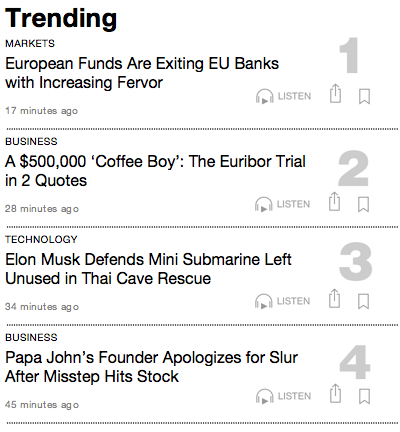 Trending
MARKETS
1
European Funds Are Exiting EU Banks
with Increasing Fervor
LISTEN
17 minutes ago
BUSINESS
2
A $500,000 ‘Coffee Boy’: The Euribor Trial
in 2 Quotes
LISTEN
28 minutes ago
TECHNOLOGY
3
Elon Musk Defends Mini Submarine Left
Unused in Thai Cave Rescue
LISTEN
34 minutes ago
BUSINESS
4
Papa John’s Founder Apologizes for Slur
After Misstep Hits Stock
LISTEN
45 minutes ago